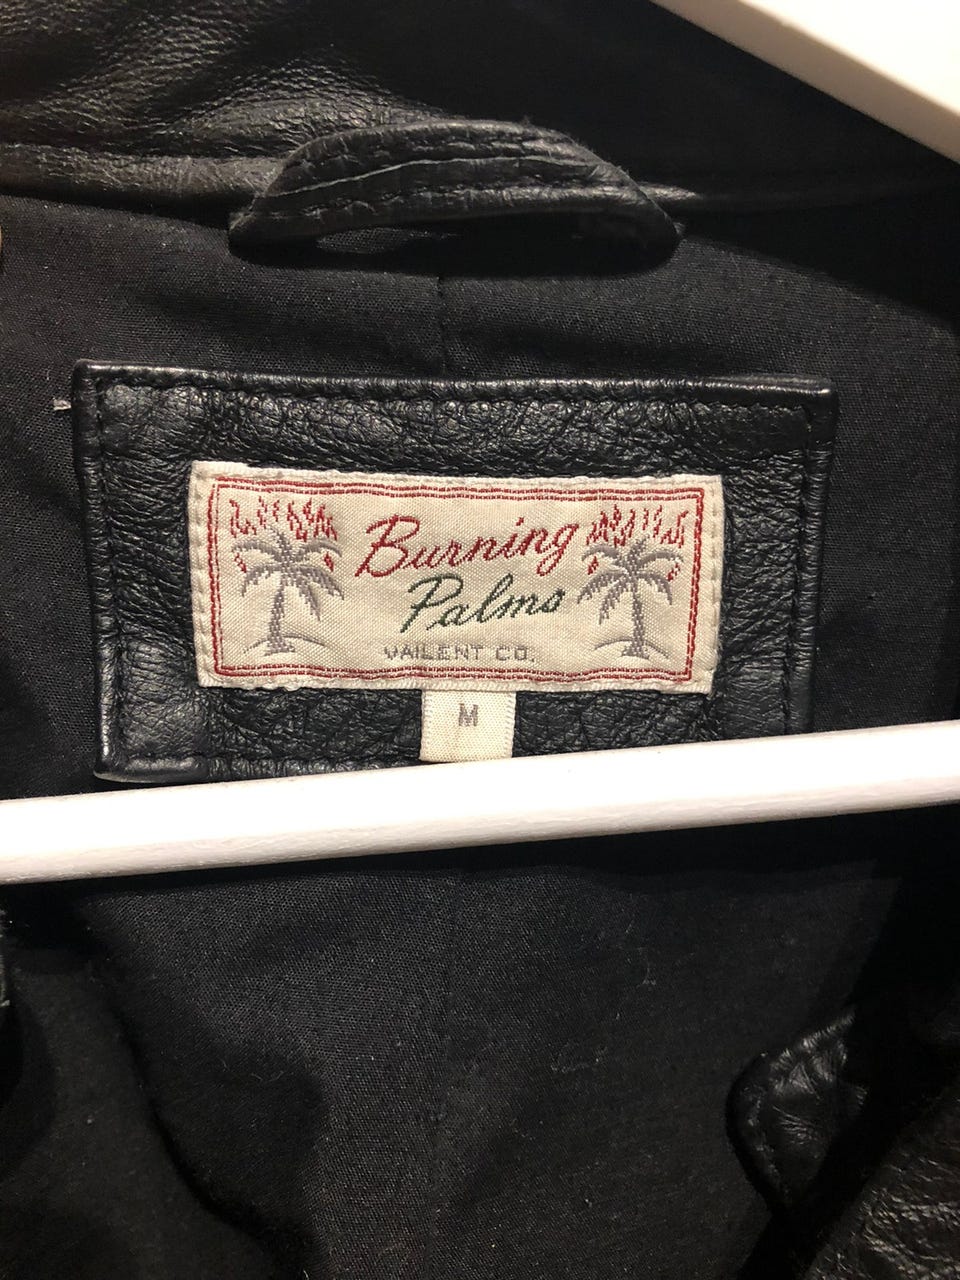 Burning
Palms
VAILENT CO.
M